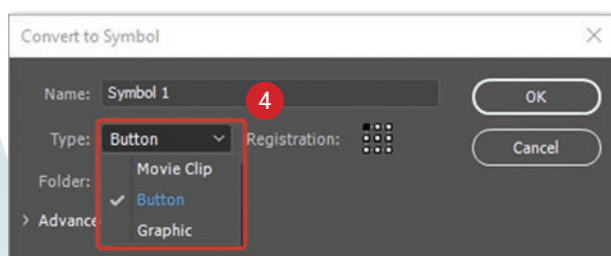 Convert to Symbol
Name: Symbol 1
4
OK
Type: Button Registration:
Cancel
Movie Clip
Folder:
Button
Advance
Graphic